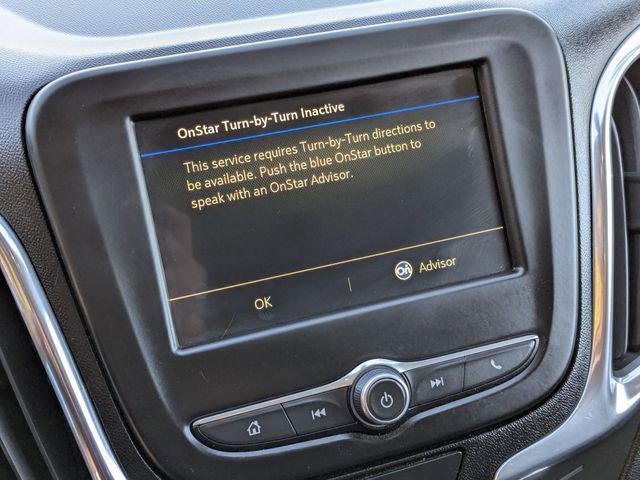 OnStar Turn-by-Turn Inactive
This service requires Turn-by-Turn directions to
be available. Push the blue OnStar button to
speak with an OnStar Advisor.
OK | On Advisor